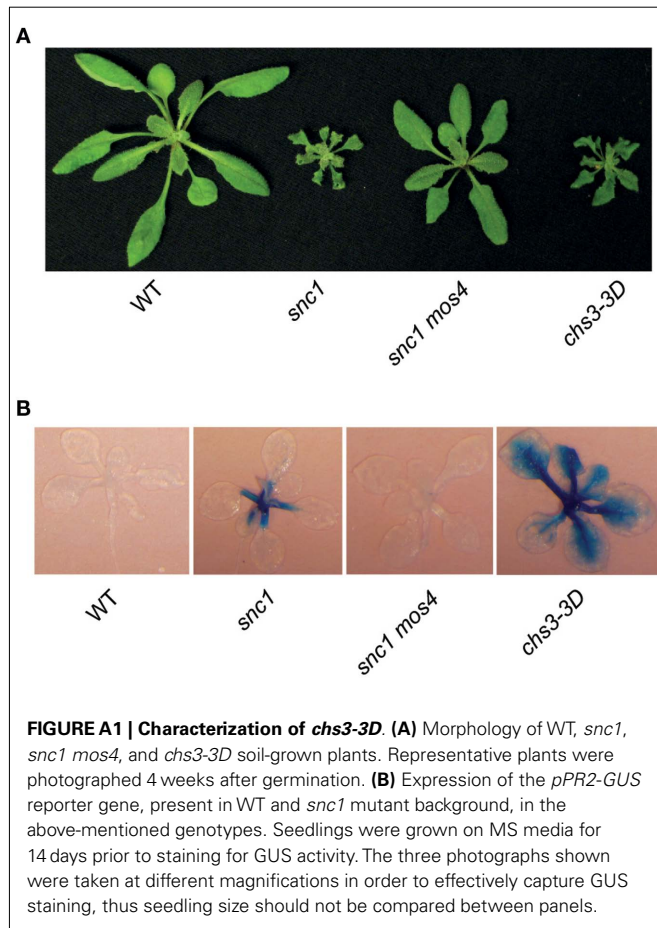 A
WT
snc1
snc1 mos4
chs3-3D
B
WT
snc1
snc1 mos4
chs3-3D
FIGURE A1 | Characterization of chs3-3D. (A) Morphology of WT, snc1,
snc1 mos4, and chs3-3D soil-grown plants. Representative plants were
photographed 4 weeks after germination. (B) Expression of the pPR2-GUS
reporter gene, present in WT and snc1 mutant background, in the
above-mentioned genotypes. Seedlings were grown on MS media for
14 days prior to staining for GUS activity. The three photographs shown
were taken at different magnifications in order to effectively capture GUS
staining, thus seedling size should not be compared between panels.